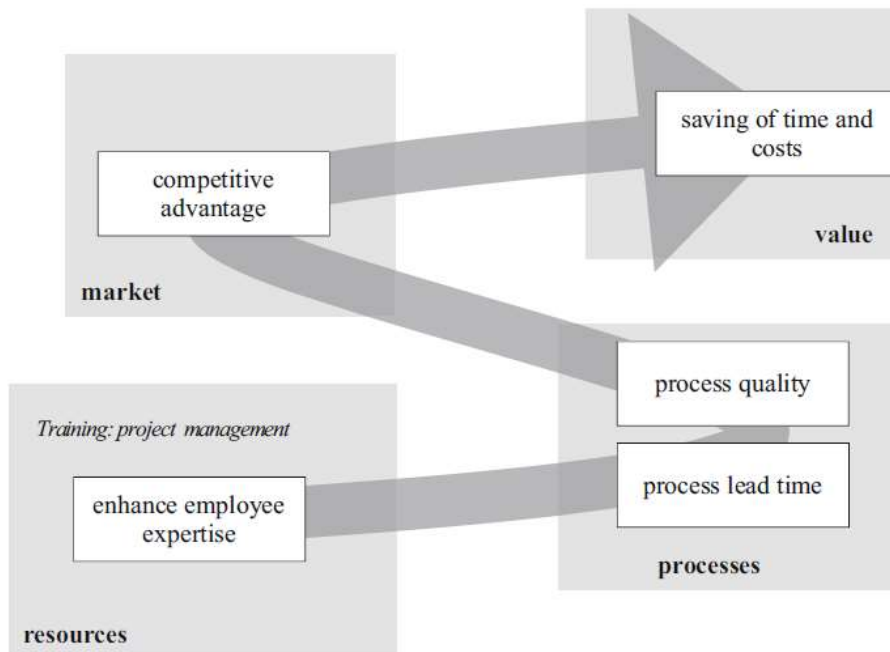 saving of time and
costs
value
competitive
advantage
market
process quality
process lead time
processes
Training: project management
enhance employee
expertise
resources